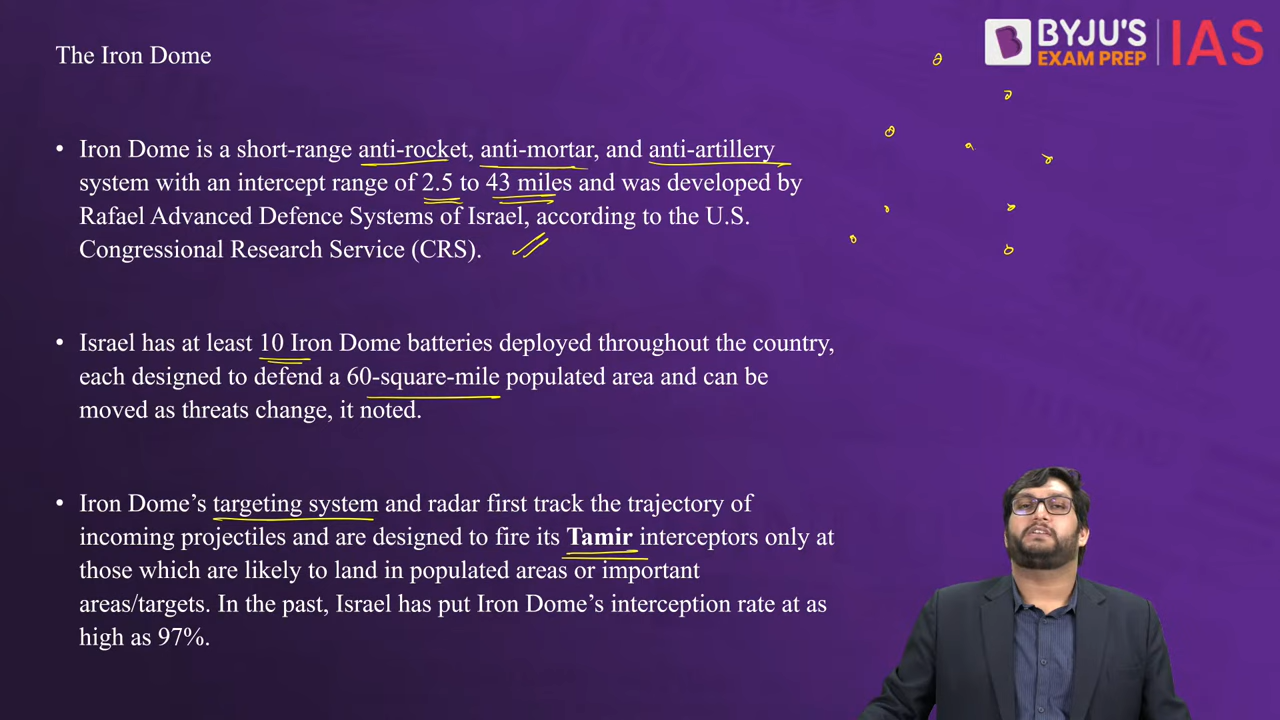 The Iron Dome
BYJU'S
EXAM PREP
IAS
• Iron Dome is a short-range anti-rocket, anti-mortar, and anti-artillery
system with an intercept range of 2.5 to 43 miles and was developed by
Rafael Advanced Defence Systems of Israel, according to the U.S.
Congressional Research Service (CRS).
• Israel has at least 10 Iron Dome batteries deployed throughout the country,
each designed to defend a 60-square-mile populated area and can be
moved as threats change, it noted.
• Iron Dome’s targeting system and radar first track the trajectory of
incoming projectiles and are designed to fire its Tamir interceptors only at
those which are likely to land in populated areas or important
areas/targets. In the past, Israel has put Iron Dome’s interception rate at as
high as 97%.